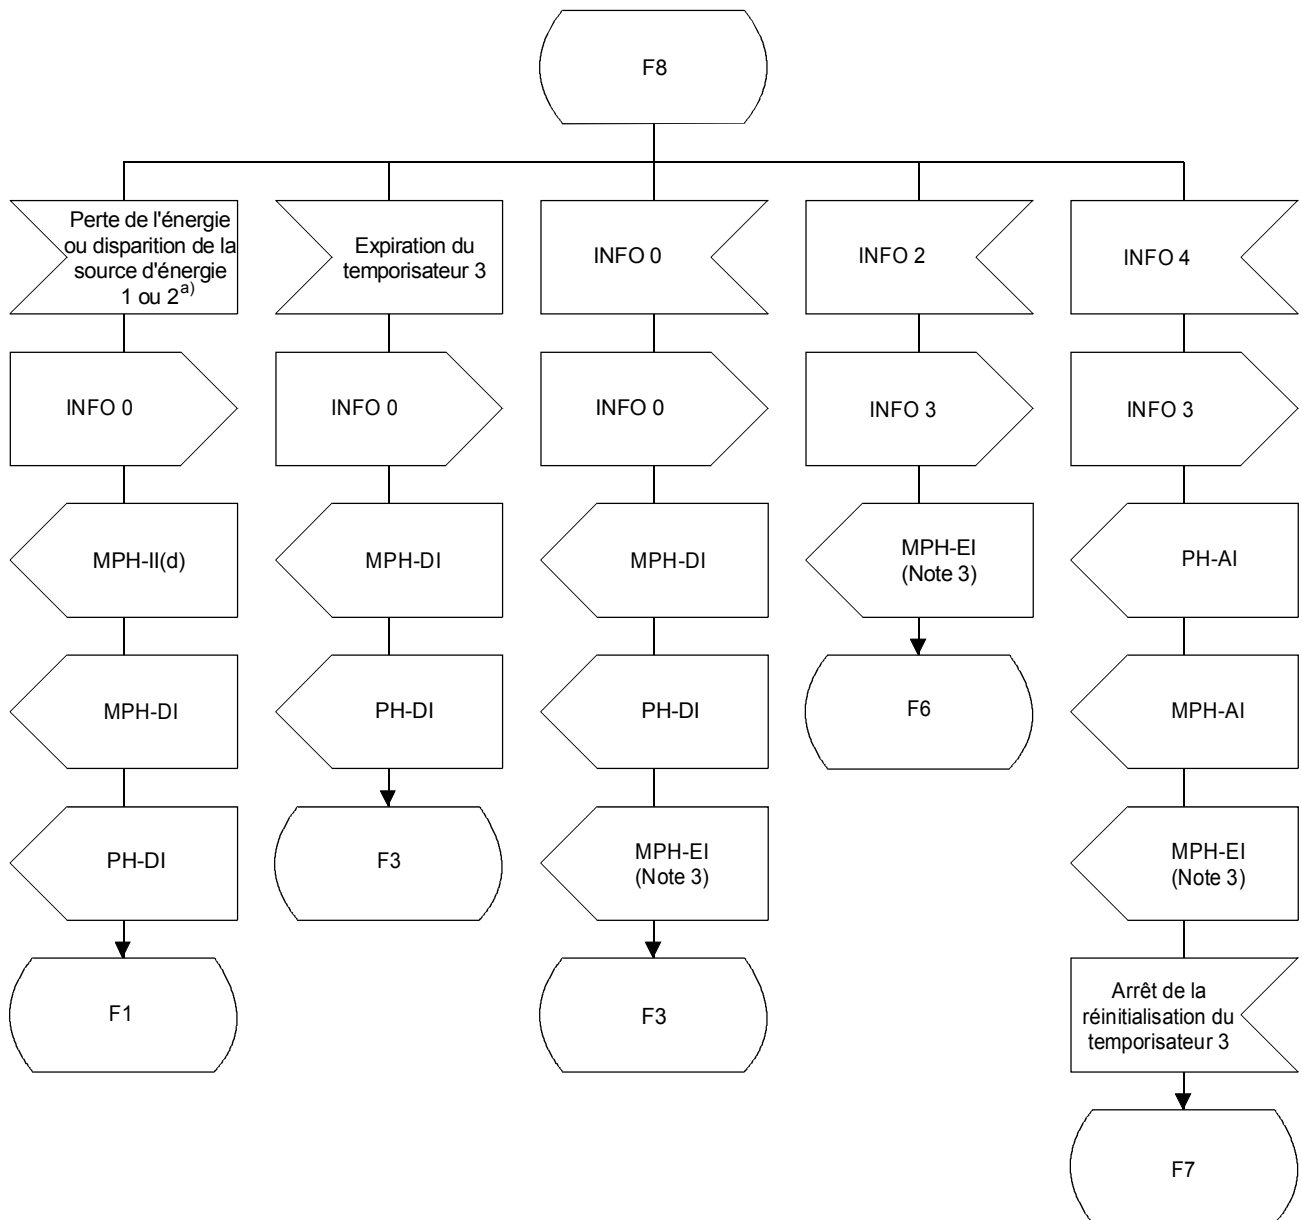 F8
Perte de l'énergie
ou disparition de la
source d'énergie
1 ou 2a)
Expiration du
temporisateur 3
INFO 0
INFO 2
INFO 4
INFO 0
INFO 0
INFO 0
INFO 3
INFO 3
MPH-II(d)
MPH-DI
MPH-DI
MPH-EI
(Note 3)
PH-AI
MPH-DI
PH-DI
PH-DI
F6
MPH-AI
PH-DI
F3
MPH-EI
(Note 3)
MPH-EI
(Note 3)
F1
F3
Arrêt de la
réinitialisation du
temporisateur 3
F7